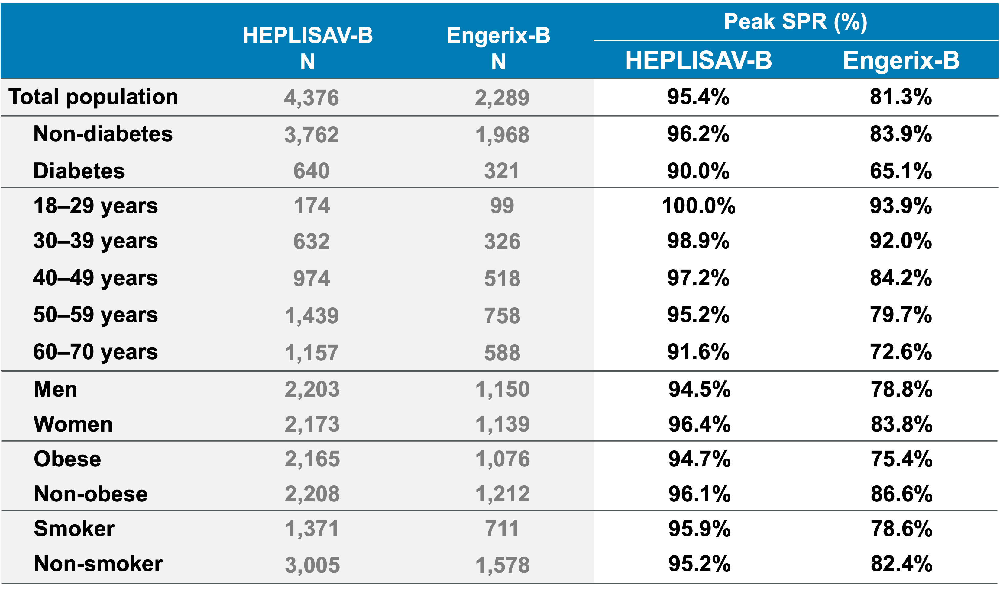 Peak SPR (%)
HEPLISAV-B N Engerix-B N HEPLISAV-B Engerix-B
Total population 4,376 2,289 95.4% 81.3%
Non-diabetes 3,762 1,968 96.2% 83.9%
Diabetes 640 321 90.0% 65.1%
18–29 years 174 99 100.0% 93.9%
30–39 years 632 326 98.9% 92.0%
40–49 years 974 518 97.2% 84.2%
50–59 years 1,439 758 95.2% 79.7%
60–70 years 1,157 588 91.6% 72.6%
Men 2,203 1,150 94.5% 78.8%
Women 2,173 1,139 96.4% 83.8%
Obese 2,165 1,076 94.7% 75.4%
Non-obese 2,208 1,212 96.1% 86.6%
Smoker 1,371 711 95.9% 78.6%
Non-smoker 3,005 1,578 95.2% 82.4%